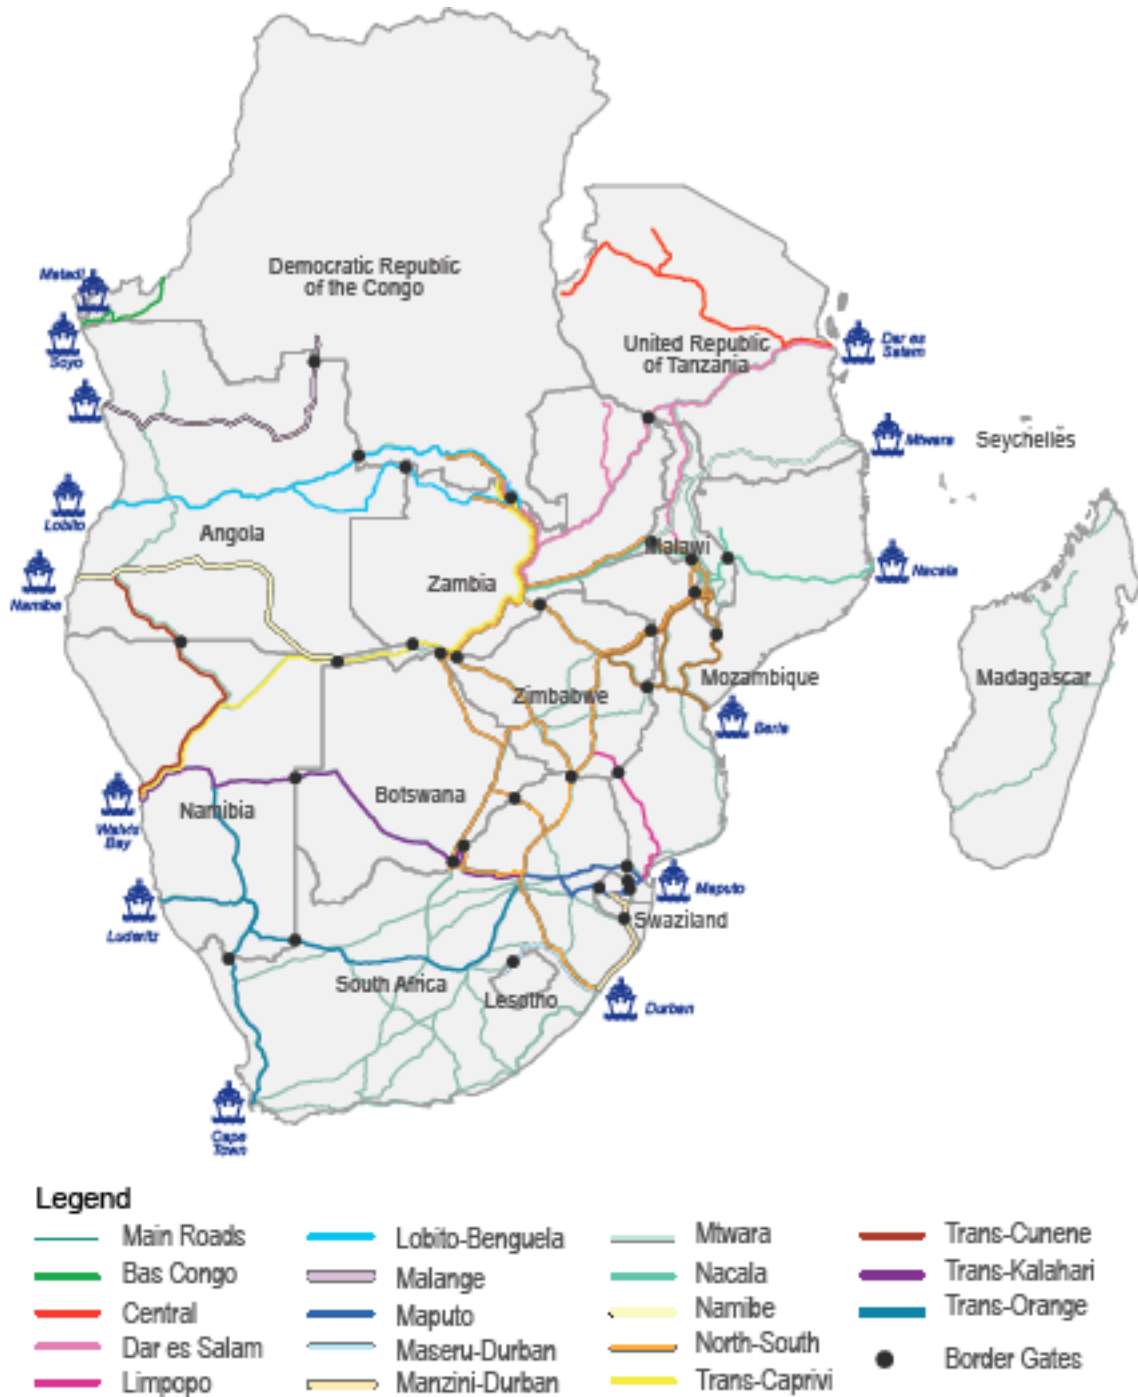 Democratic Republic
of the Congo
Matadi
Soyo
United Republic
of Tanzania
Dar es
Salam
Mtwara
Seychelles
Lobito
Angola
Malawi
Nacala
Namibe
Zambia
Zimbabwe
Mozambique
Madagascar
Beria
Namibia
Botswana
Walvis
Bay
Maputo
Swaziland
Luderitz
South Africa
Lesotho
Durban
Cape
Town
Legend
Main Roads
Bas Congo
Central
Dar es Salam
Limpopo
Lobito-Benguela
Malange
Maputo
Maseru-Durban
Manzini-Durban
Mtwara
Nacala
Namibe
North-South
Trans-Caprivi
Trans-Cunene
Trans-Kalahari
Trans-Orange
Border Gates